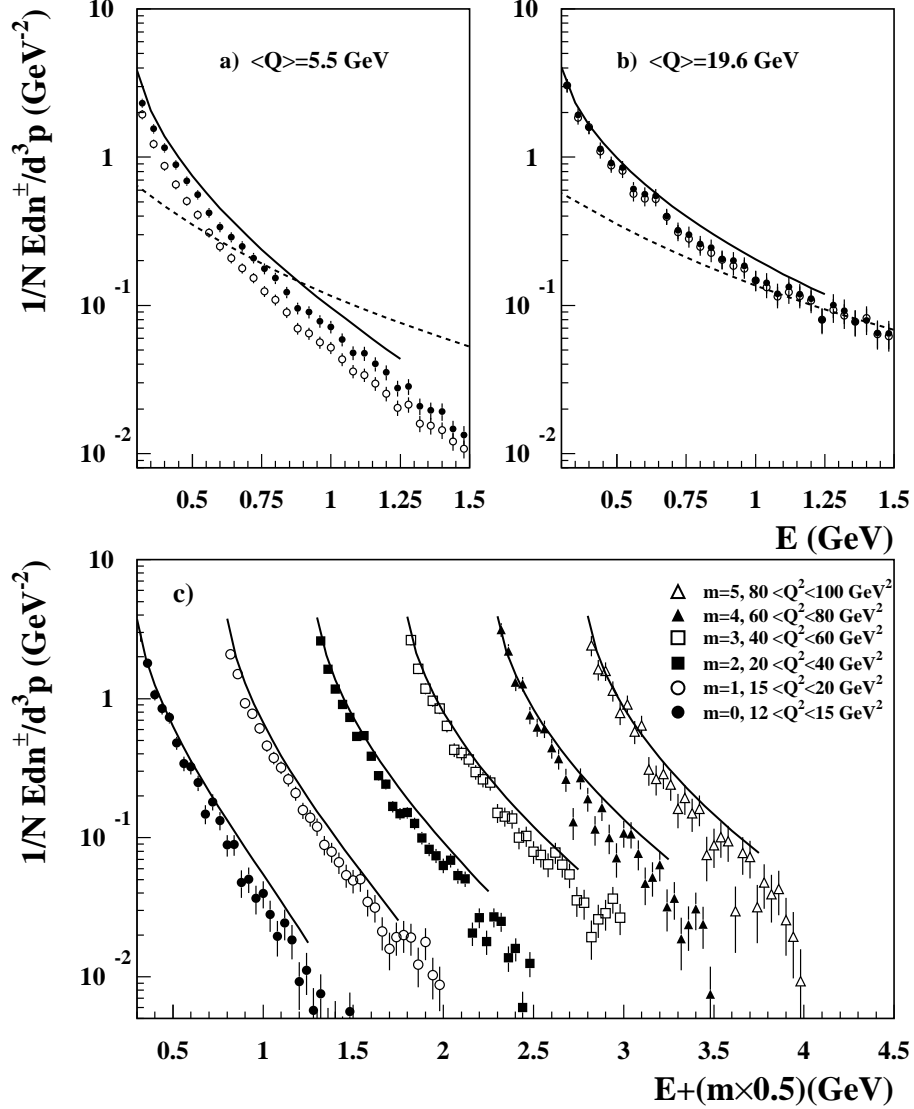 1/N Edn±/d³p (GeV⁻²)
10
1
10⁻¹
10⁻²
a) <Q>=5.5 GeV
0.5 0.75 1 1.25 1.5
10
1
10⁻¹
10⁻²
b) <Q>=19.6 GeV
0.5 0.75 1 1.25 1.5
E (GeV)
1/N Edn±/d³p (GeV⁻²)
10
1
10⁻¹
10⁻²
c)
m=5, 80 <Q²<100 GeV²
m=4, 60 <Q²<80 GeV²
m=3, 40 <Q²<60 GeV²
m=2, 20 <Q²<40 GeV²
m=1, 15 <Q²<20 GeV²
m=0, 12 <Q²<15 GeV²
0.5 1 1.5 2 2.5 3 3.5 4 4.5
E+(m×0.5)(GeV)